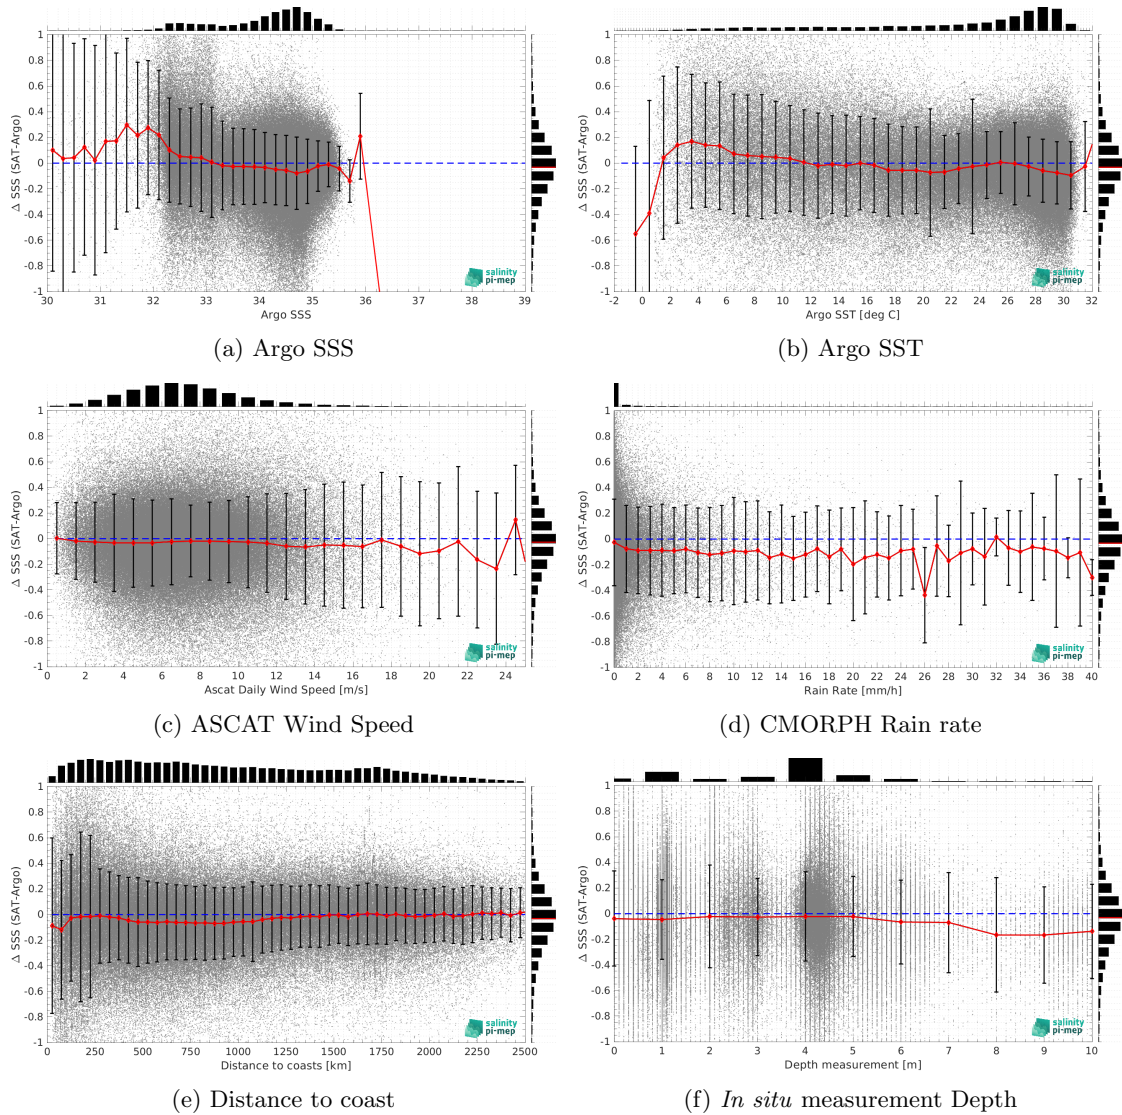 1
0.8
0.6
0.4
0.2
0
-0.2
-0.4
-0.6
-0.8
-1
Δ SSS (SAT-Argo)
30 31 32 33 34 35 36 37 38 39
Argo SSS
salinity
pi-mep
(a) Argo SSS
1
0.8
0.6
0.4
0.2
0
-0.2
-0.4
-0.6
-0.8
-1
Δ SSS (SAT-Argo)
-2 0 2 4 6 8 10 12 14 16 18 20 22 24 26 28 30 32
Argo SST [deg C]
salinity
pi-mep
(b) Argo SST
1
0.8
0.6
0.4
0.2
0
-0.2
-0.4
-0.6
-0.8
-1
Δ SSS (SAT-Argo)
0 2 4 6 8 10 12 14 16 18 20 22 24
Ascat Daily Wind Speed [m/s]
salinity
pi-mep
(c) ASCAT Wind Speed
1
0.8
0.6
0.4
0.2
0
-0.2
-0.4
-0.6
-0.8
-1
Δ SSS (SAT-Argo)
0 2 4 6 8 10 12 14 16 18 20 22 24 26 28 30 32 34 36 38 40
Rain Rate [mm/h]
salinity
pi-mep
(d) CMORPH Rain rate
1
0.8
0.6
0.4
0.2
0
-0.2
-0.4
-0.6
-0.8
-1
Δ SSS (SAT-Argo)
0 250 500 750 1000 1250 1500 1750 2000 2250 2500
Distance to coasts [km]
salinity
pi-mep
(e) Distance to coast
1
0.8
0.6
0.4
0.2
0
-0.2
-0.4
-0.6
-0.8
-1
Δ SSS (SAT-Argo)
0 1 2 3 4 5 6 7 8 9 10
Depth measurement [m]
salinity
pi-mep
(f) In situ measurement Depth